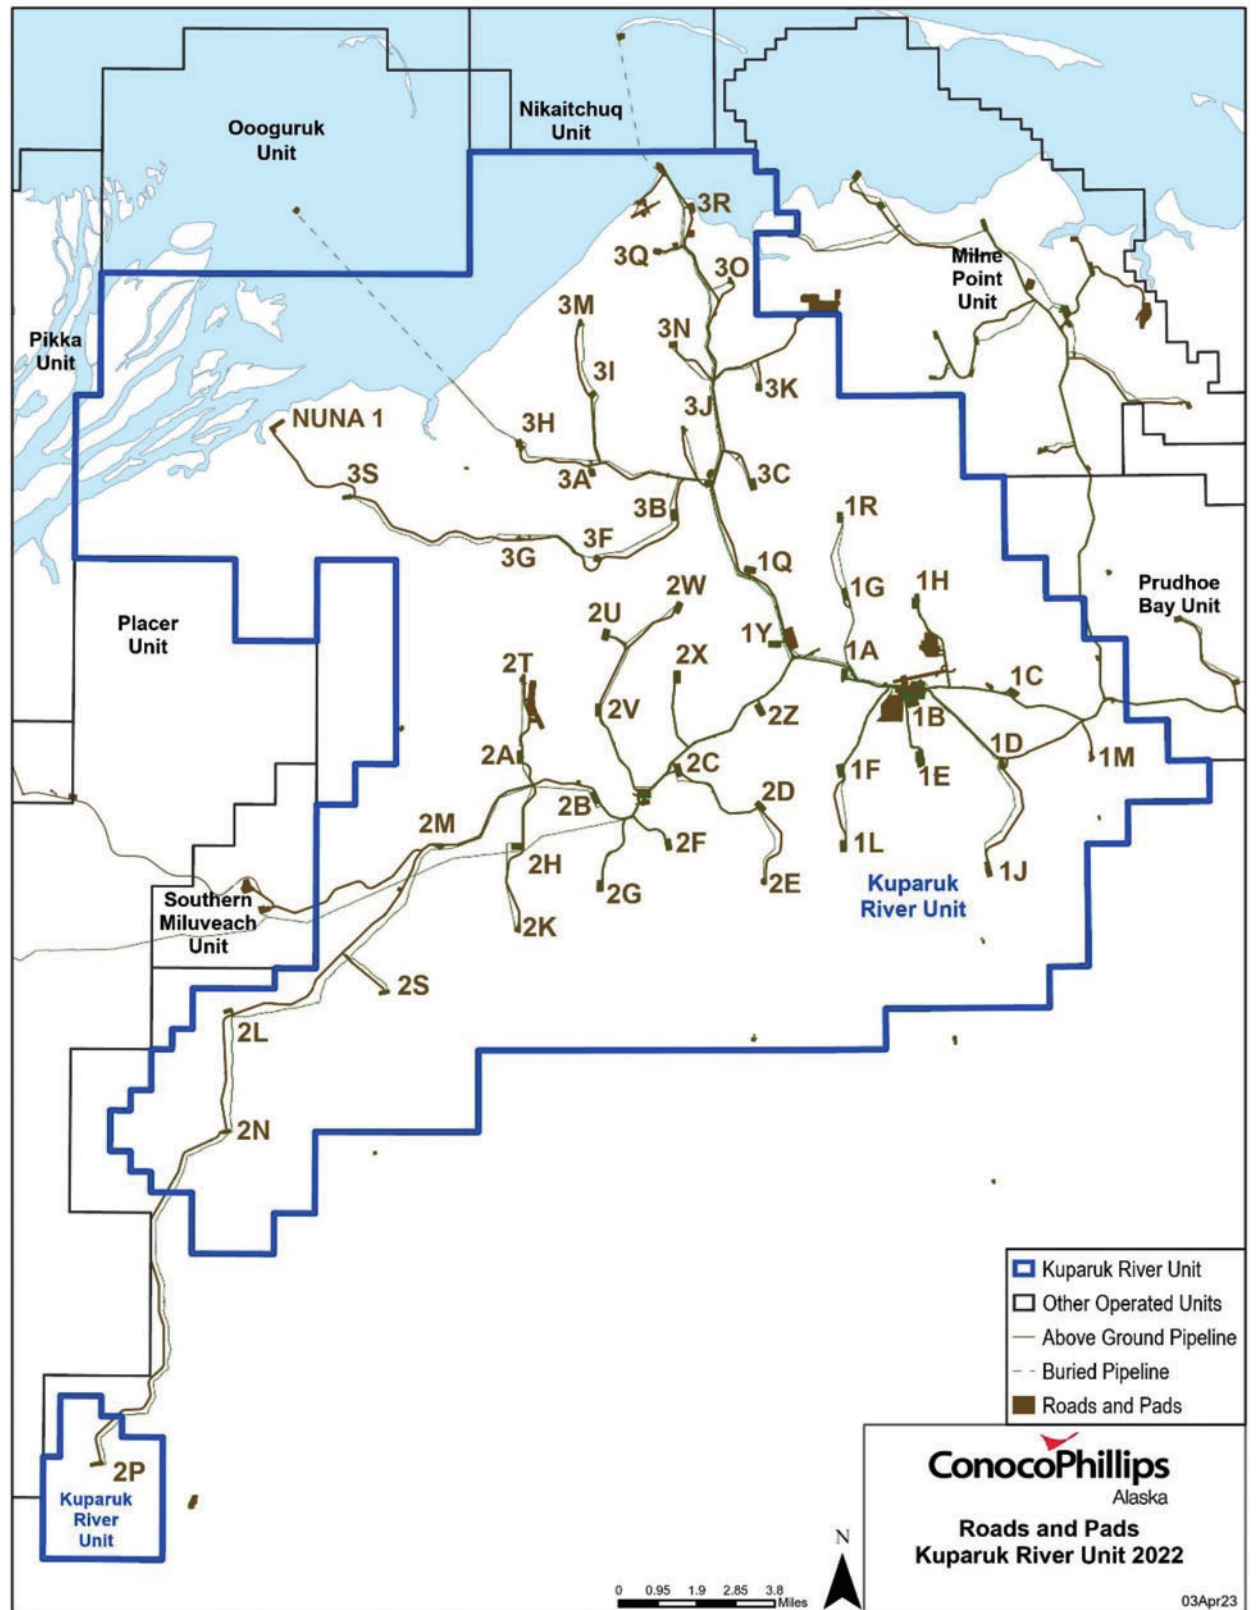 Oooguruk
Unit
Nikaitchuq
Unit
3R
3Q
3O
Milne
Point
Unit
Pikka
Unit
3M
3N
3I
3K
3J
NUNA 1
3H
3A
3C
3S
3B
1R
3G
3F
1Q
1G
1H
Prudhoe
Bay Unit
Placer
Unit
2W
2U
1Y
1A
2X
2T
1C
2V
2Z
1B
2A
2C
1D
1M
1F
1E
2B
2D
2M
2H
2F
1L
2E
2G
1J
Kuparuk
River Unit
Southern
Miluveach
Unit
2K
2S
2L
2N
2P
Kuparuk
River
Unit
Kuparuk River Unit
Other Operated Units
Above Ground Pipeline
Buried Pipeline
Roads and Pads
ConocoPhillips
Alaska
Roads and Pads
Kuparuk River Unit 2022
N
0 0.95 1.9 2.85 3.8
Miles
03Apr23